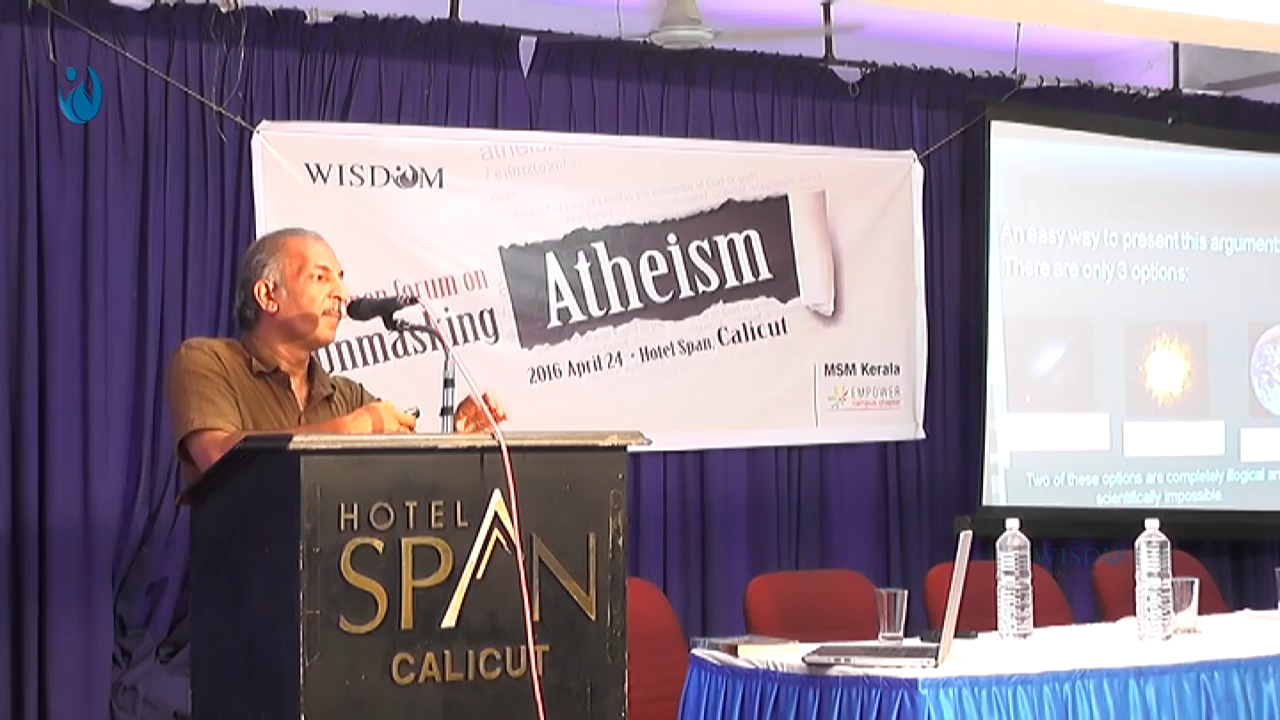 WISDOM
Atheism
forum on
Unmasking
2016 April 24 • Hotel Span, Calicut
MSM Kerala
EMPOWER
campus chapter
An easy way to present this argument
There are only 3 options:
Two of these options are completely illogical
scientifically impossible
HOTEL
SPAN
CALICUT
WISDOM